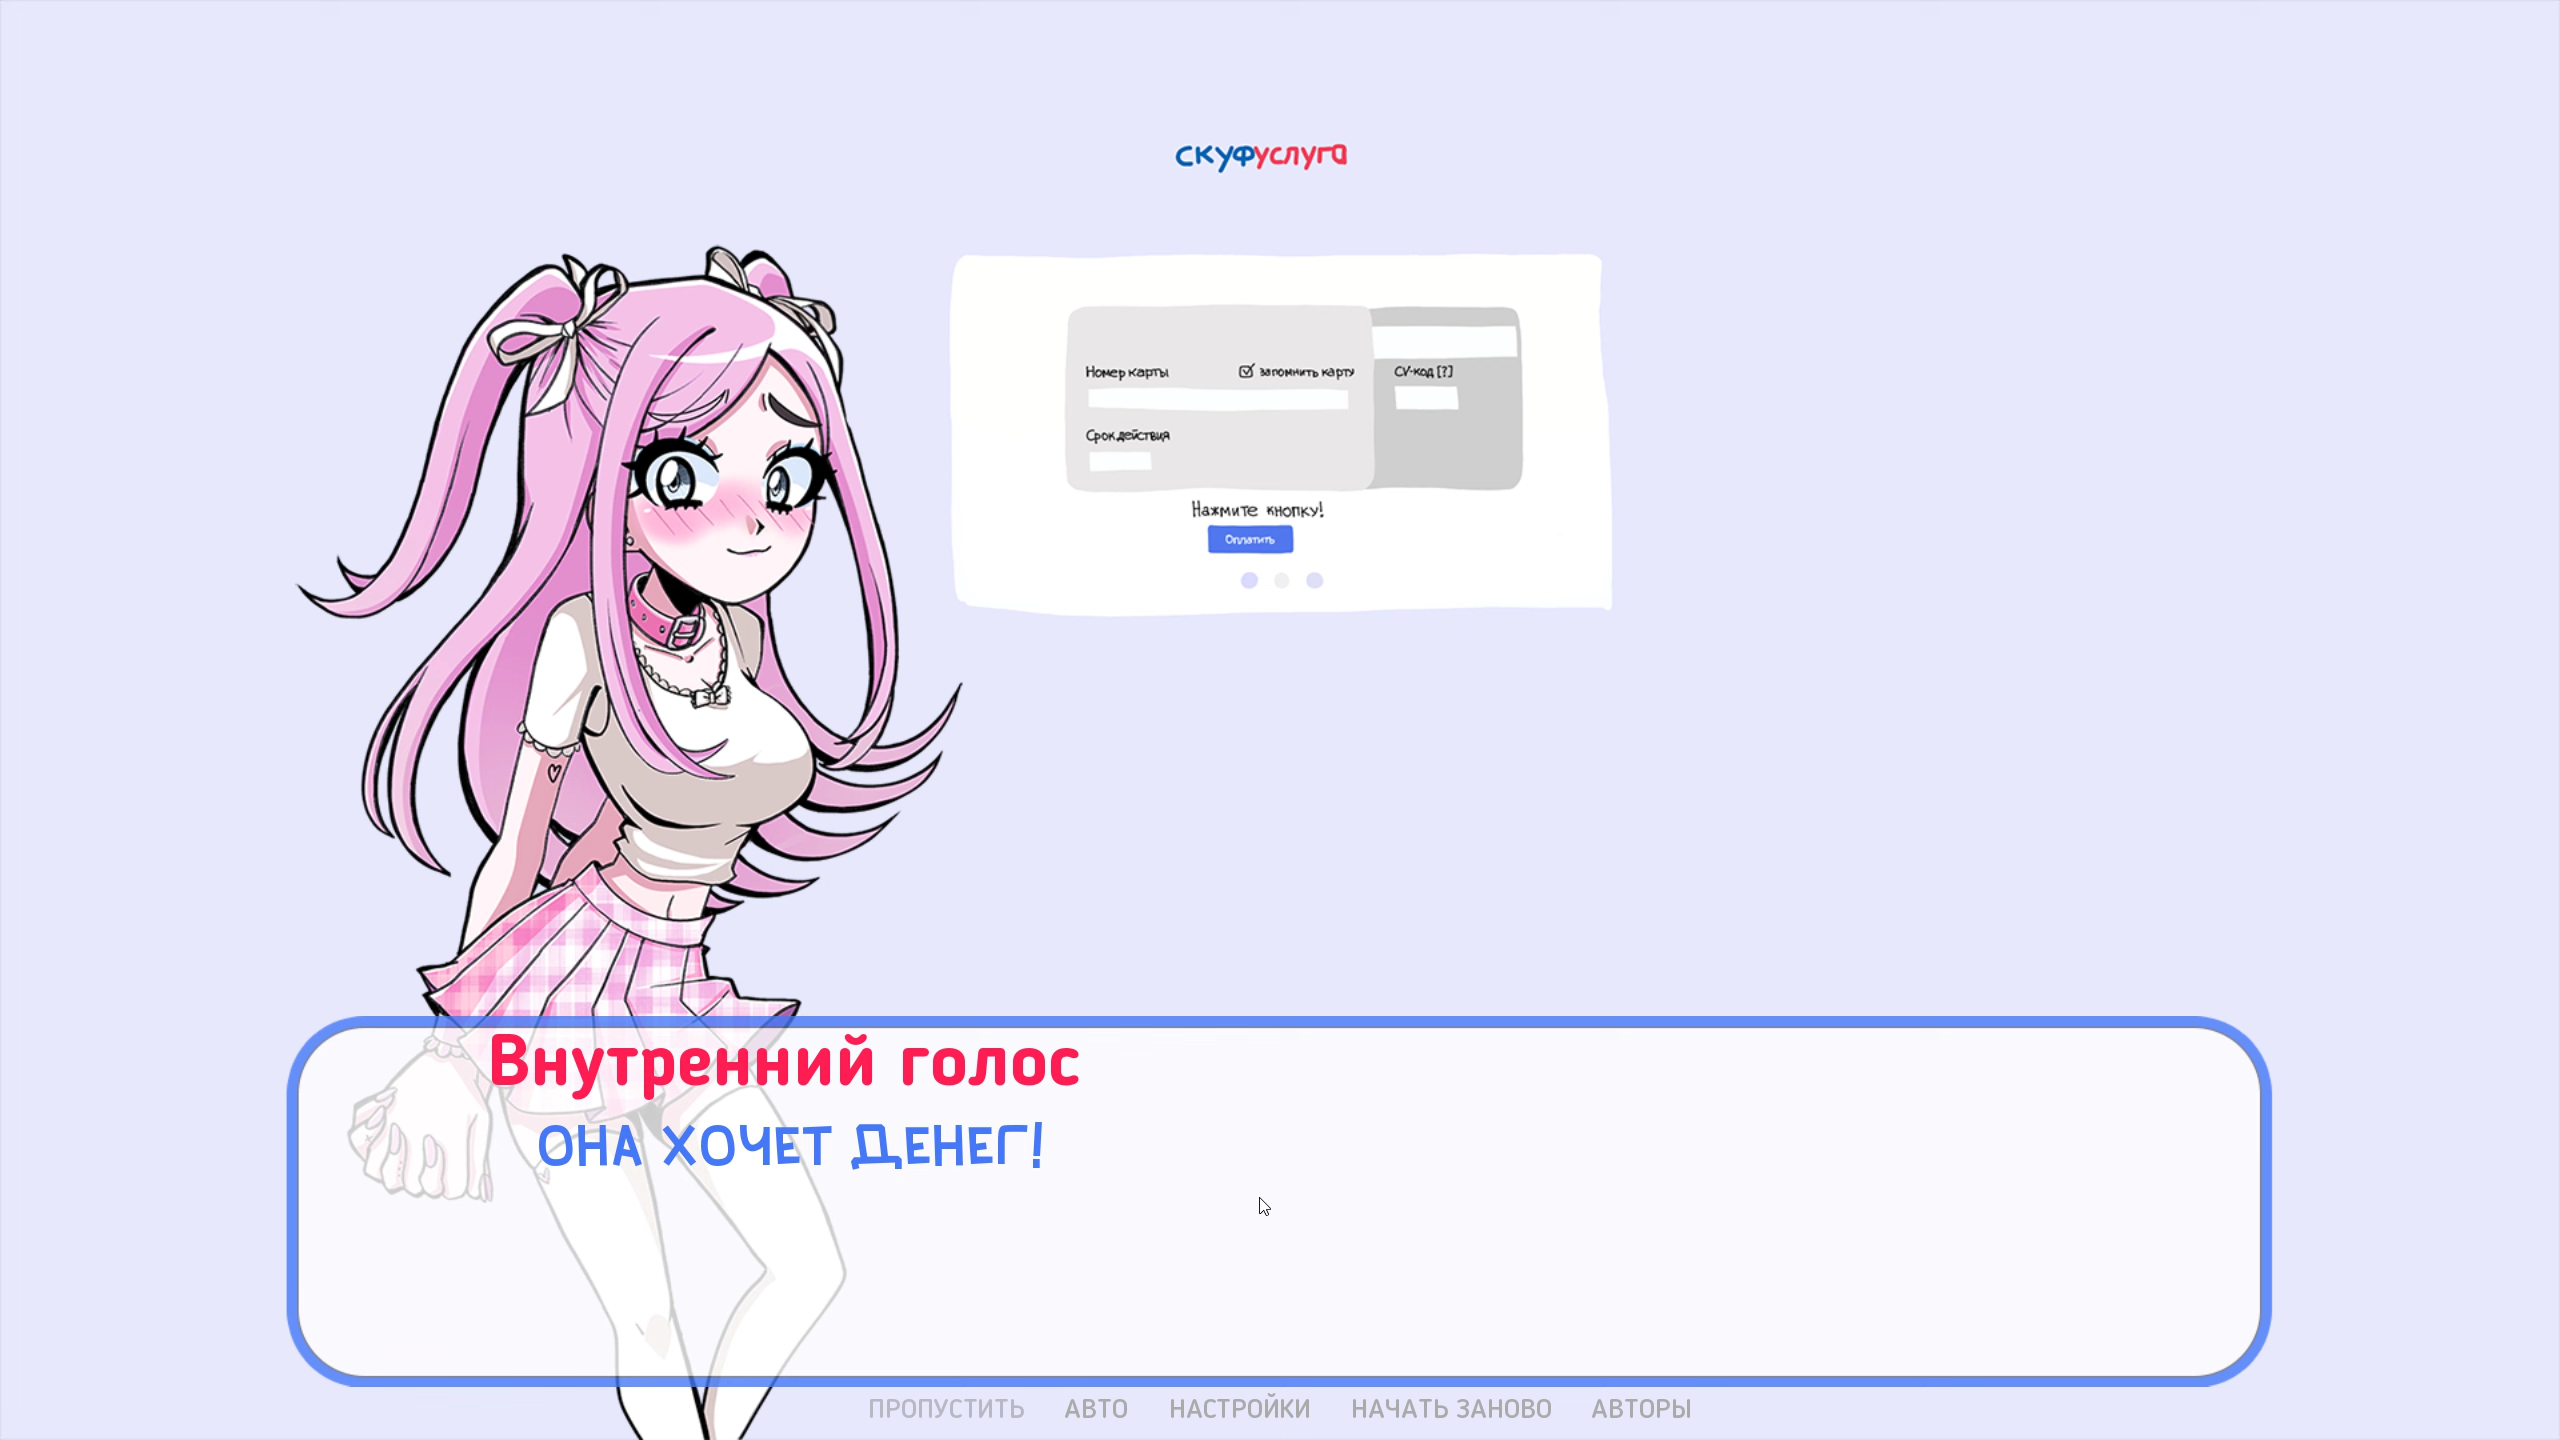 скуфуслуга
Номер карты
запомнить карту
CV-код [?]
Срок действия
Нажмите кнопку!
Оплатить
Внутренний голос
ОНА ХОЧЕТ ДЕНЕГ!
ПРОПУСТИТЬ АВТО НАСТРОЙКИ НАЧАТЬ ЗАНОВО АВТОРЫ